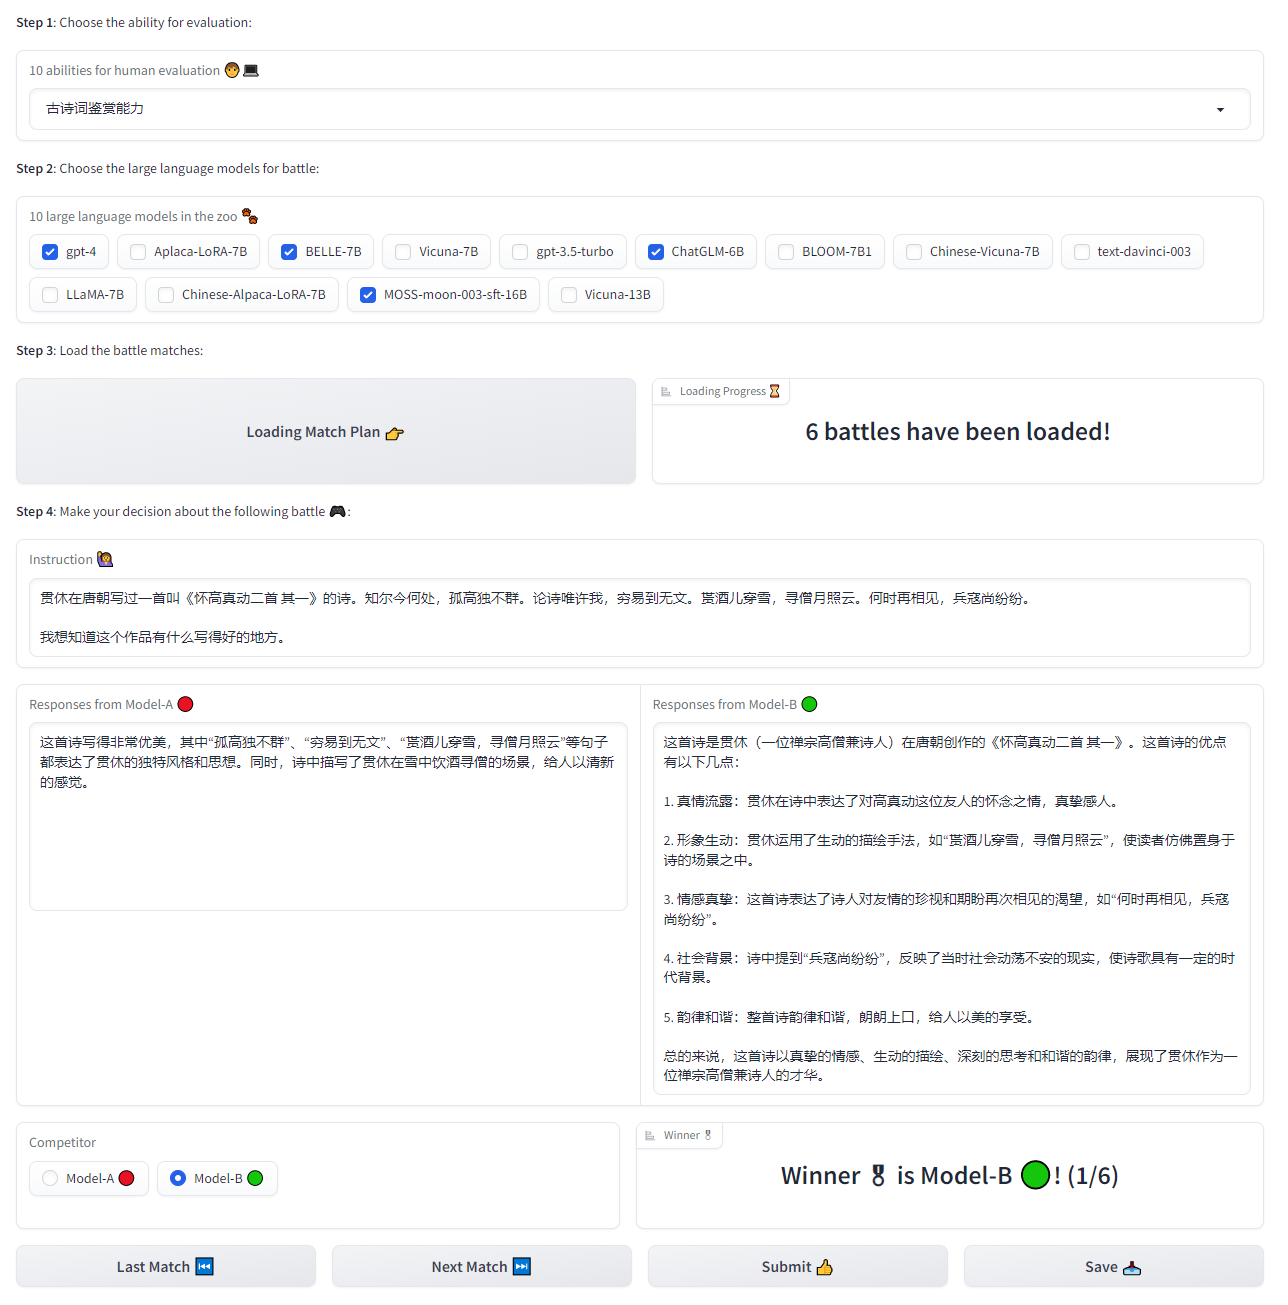 Step 1: Choose the ability for evaluation:
10 abilities for human evaluation
古诗词鉴赏能力
Step 2: Choose the large language models for battle:
10 large language models in the zoo
gpt-4
Aplaca-LoRA-7B
BELLE-7B
Vicuna-7B
gpt-3.5-turbo
ChatGLM-6B
BLOOM-7B1
Chinese-Vicuna-7B
text-davinci-003
LLaMA-7B
Chinese-Alpaca-LoRA-7B
MOSS-moon-003-sft-16B
Vicuna-13B
Step 3: Load the battle matches:
Loading Match Plan
Loading Progress
6 battles have been loaded!
Step 4: Make your decision about the following battle :
Instruction
贯休在唐朝写过一首叫《怀高真动二首 其一》的诗。知尔今何处，孤高独不群。论诗唯许我，穷易到无文。貰酒儿穿雪，寻僧月照云。何时再相见，兵寇尚纷纷。
我想知道这个作品有什么写得好的地方。
Responses from Model-A
这首诗写得非常优美，其中“孤高独不群”、“穷易到无文”、“貰酒儿穿雪，寻僧月照云”等句子
都表达了贯休的独特风格和思想。同时，诗中描写了贯休在雪中饮酒寻僧的场景，给人以清新
的感觉。
Responses from Model-B
这首诗是贯休（一位禅宗高僧兼诗人）在唐朝创作的《怀高真动二首 其一》。这首诗的优点
有以下几点：
1. 真情流露：贯休在诗中表达了对高真动这位友人的怀念之情，真挚感人。
2. 形象生动：贯休运用了生动的描绘手法，如“貰酒儿穿雪，寻僧月照云”，使读者仿佛置身于
诗的场景之中。
3. 情感真挚：这首诗表达了诗人对友情的珍视和期盼再次相见的渴望，如“何时再相见，兵寇
尚纷纷”。
4. 社会背景：诗中提到“兵寇尚纷纷”，反映了当时社会动荡不安的现实，使诗歌具有一定的时
代背景。
5. 韵律和谐：整首诗韵律和谐，朗朗上口，给人以美的享受。
总的来说，这首诗以真挚的情感、生动的描绘、深刻的思考和和谐的韵律，展现了贯休作为一
位禅宗高僧兼诗人的才华。
Competitor
Model-A
Model-B
Winner
Winner is Model-B ! (1/6)
Last Match
Next Match
Submit
Save